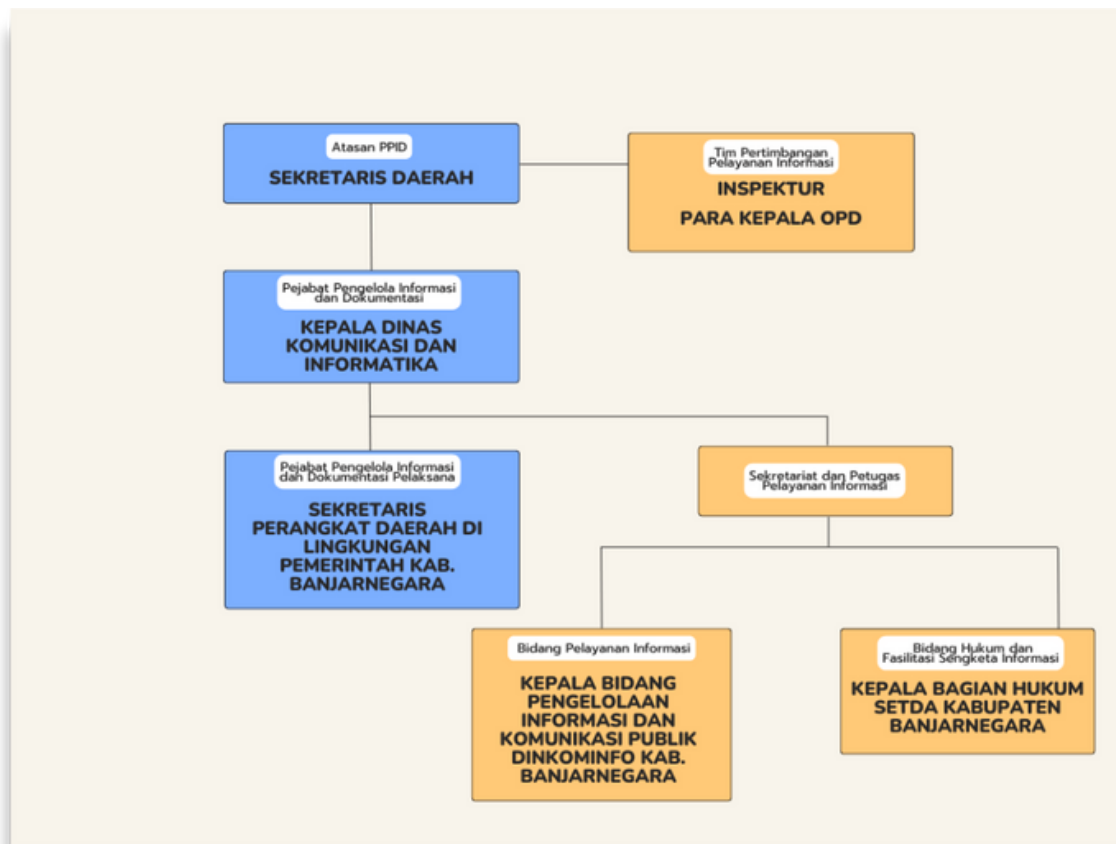 Atasan PPID
SEKRETARIS DAERAH
Tim Pertimbangan
Pelayanan Informasi
INSPEKTUR
PARA KEPALA OPD
Pejabat Pengelola Informasi
dan Dokumentasi
KEPALA DINAS
KOMUNIKASI DAN
INFORMATIKA
Pejabat Pengelola Informasi
dan Dokumentasi Pelaksana
SEKRETARIS
PERANGKAT DAERAH DI
LINGKUNGAN
PEMERINTAH KAB.
BANJARNEGARA
Sekretariat dan Petugas
Pelayanan Informasi
Bidang Pelayanan Informasi
KEPALA BIDANG
PENGELOLAAN
INFORMASI DAN
KOMUNIKASI PUBLIK
DINKOMINFO KAB.
BANJARNEGARA
Bidang Hukum dan
Fasilitasi Sengketa Informasi
KEPALA BAGIAN HUKUM
SETDA KABUPATEN
BANJARNEGARA